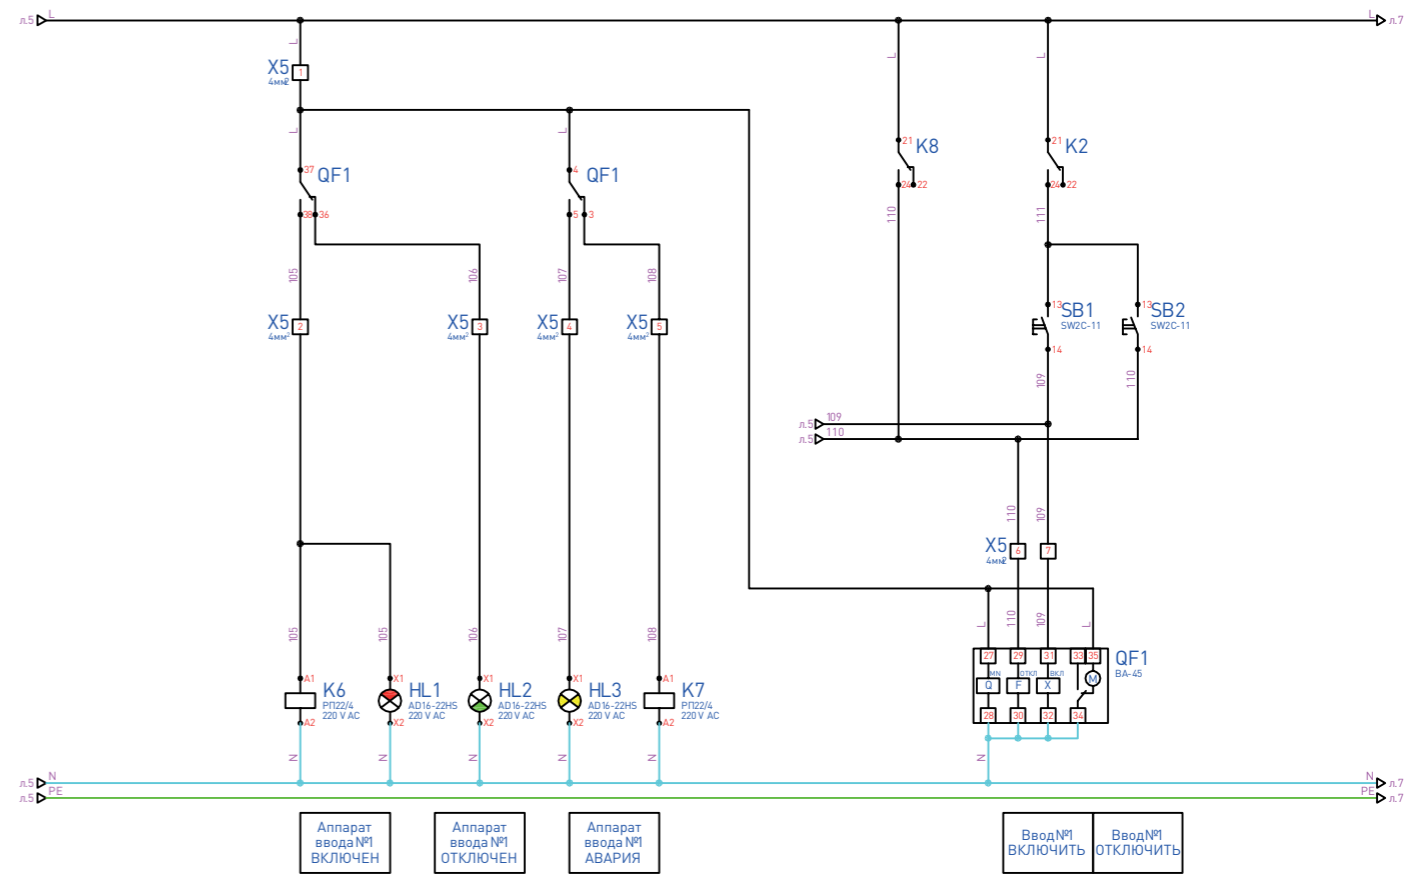 л.5
L
L
л.7
L
X5
1
4мм2
L
L
L
L
37
QF1
38
36
4
QF1
5
3
21
K8
24
22
21
K2
24
22
110
111
105
106
107
108
X5
2
4мм²
X5
3
4мм²
X5
4
4мм²
X5
5
4мм²
13
SB1
SW2C-11
14
13
SB2
SW2C-11
14
109
110
л.5
109
л.5
110
110
109
X5
6
7
4мм2
105
105
106
107
108
L
110
109
L
A1
K6
РП22/4
220 V AC
A2
X1
HL1
AD16-22HS
220 V AC
X2
X1
HL2
AD16-22HS
220 V AC
X2
X1
HL3
AD16-22HS
220 V AC
X2
A1
K7
РП22/4
220 V AC
A2
27
29
31
33
35
QF1
ВА-45
MN
ОТКЛ
ВКЛ
Q
F
X
M
28
30
32
34
N
N
N
N
N
N
л.5
N
N
л.7
л.5
PE
PE
л.7
Аппарат
ввода №1
ВКЛЮЧЕН
Аппарат
ввода №1
ОТКЛЮЧЕН
Аппарат
ввода №1
АВАРИЯ
Ввод №1
ВКЛЮЧИТЬ
Ввод №1
ОТКЛЮЧИТЬ